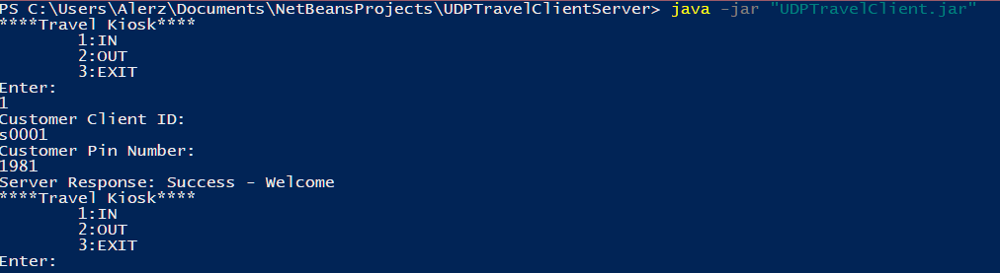 PS C:\Users\Alerz\Documents\NetBeansProjects\UDPTravelClientServer> java -jar "UDPTravelClient.jar"
****Travel Kiosk****
        1:IN
        2:OUT
        3:EXIT
Enter:
1
Customer Client ID:
s0001
Customer Pin Number:
1981
Server Response: Success - Welcome
****Travel Kiosk****
        1:IN
        2:OUT
        3:EXIT
Enter: